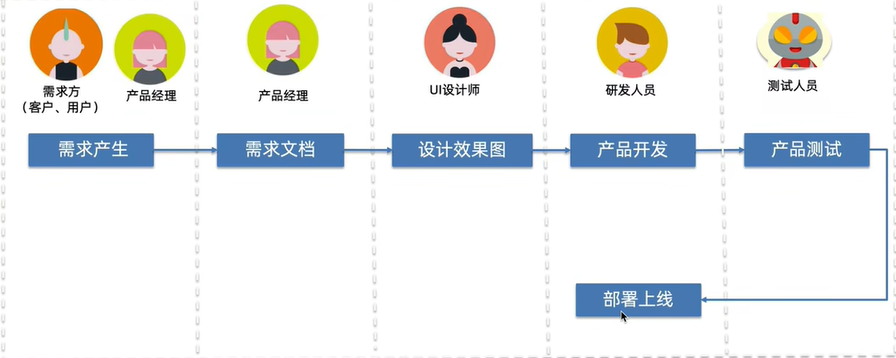 需求方
（客户、用户）
产品经理
产品经理
UI设计师
研发人员
测试人员
需求产生
需求文档
设计效果图
产品开发
产品测试
部署上线